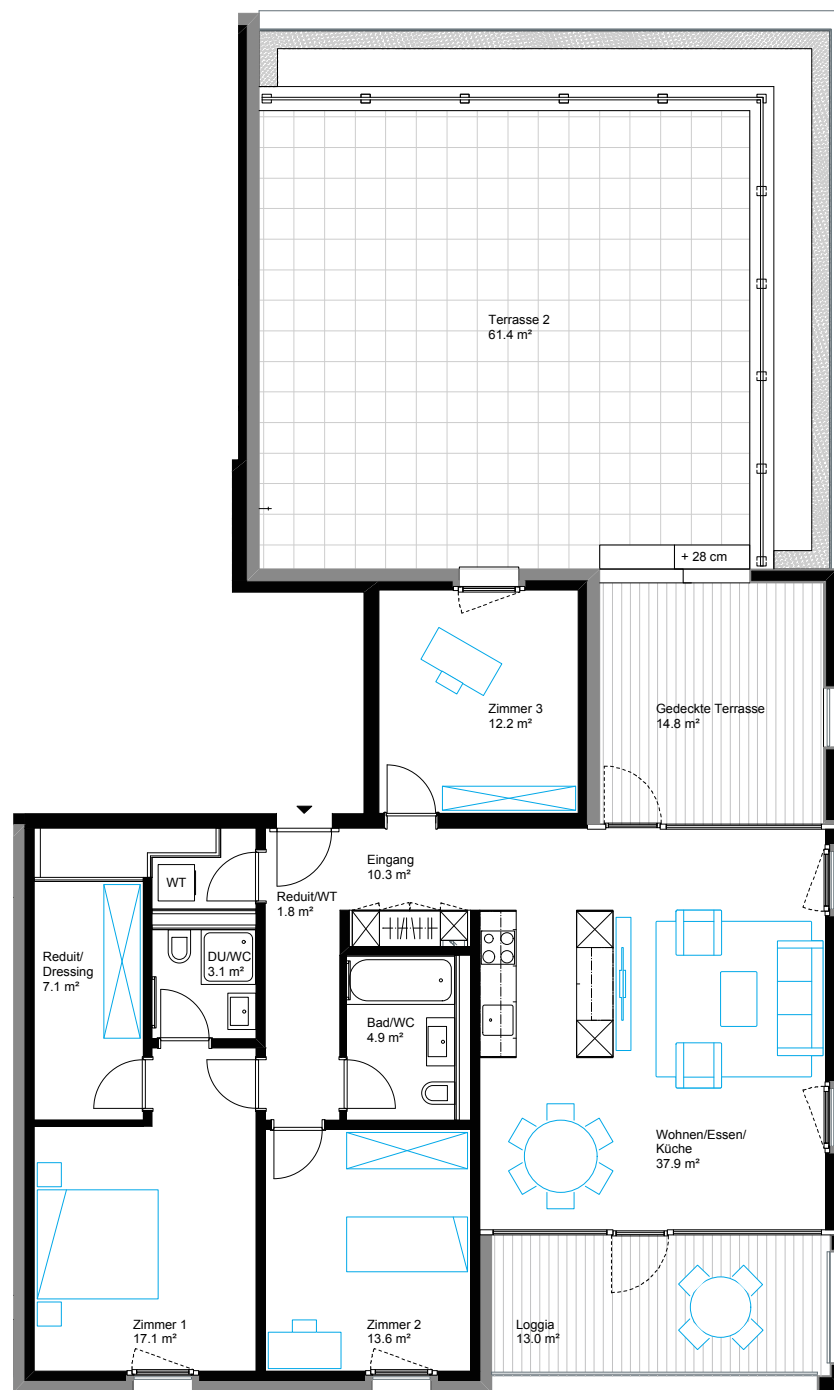 Terrasse 2
61.4 m²
+ 28 cm
Zimmer 3
12.2 m²
Gedeckte Terrasse
14.8 m²
Eingang
10.3 m²
WT
Reduit/WT
1.8 m²
Reduit/
Dressing
7.1 m²
DU/WC
3.1 m²
Bad/WC
4.9 m²
Wohnen/Essen/
Küche
37.9 m²
Zimmer 1
17.1 m²
Zimmer 2
13.6 m²
Loggia
13.0 m²